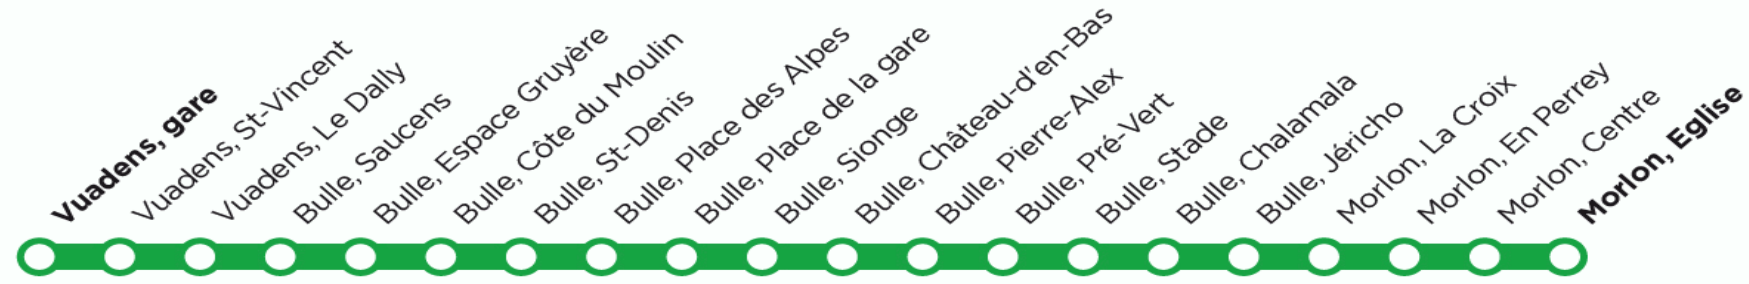 Vuadens, gare
Vuadens, St-Vincent
Vuadens, Le Dally
Bulle, Saucens
Bulle, Espace Gruyère
Bulle, Côte du Moulin
Bulle, St-Denis
Bulle, Place des Alpes
Bulle, Place de la gare
Bulle, Sionge
Bulle, Château-d'en-Bas
Bulle, Pierre-Alex
Bulle, Pré-Vert
Bulle, Stade
Bulle, Chalamala
Bulle, Jéricho
Morlon, La Croix
Morlon, En Perrey
Morlon, Centre
Morlon, Eglise